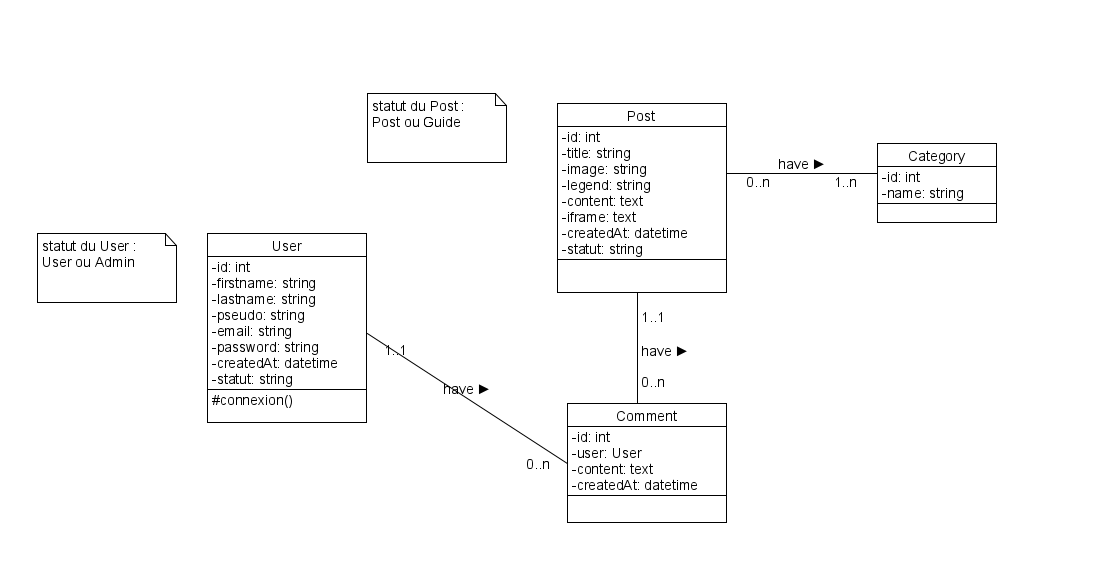 statut du Post :
Post ou Guide
Post
-id: int
-title: string
-image: string
-legend: string
-content: text
-iframe: text
-createdAt: datetime
-statut: string
have ►
0..n
1..n
Category
-id: int
-name: string
statut du User :
User ou Admin
User
-id: int
-firstname: string
-lastname: string
-pseudo: string
-email: string
-password: string
-createdAt: datetime
-statut: string
#connexion()
1..1
have ►
0..n
1..1
have ►
0..n
Comment
-id: int
-user: User
-content: text
-createdAt: datetime